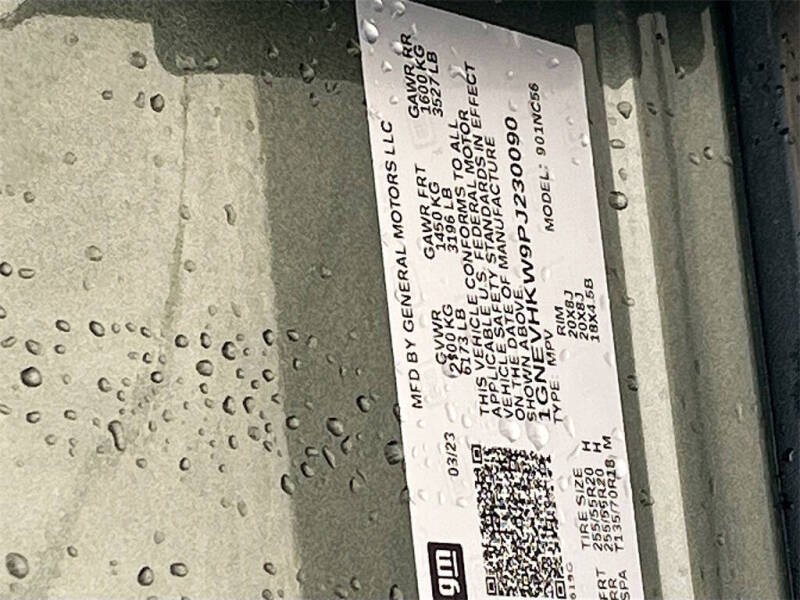 MFD BY GENERAL MOTORS LLC
03/23 GVWR GAWR FRT GAWR RR
2800 KG 1450 KG 1600 KG
6173 LB 3196 LB 3527 LB
THIS VEHICLE CONFORMS TO ALL
APPLICABLE U.S. FEDERAL MOTOR
VEHICLE SAFETY STANDARDS IN EFFECT
ON THE DATE OF MANUFACTURE
SHOWN ABOVE.
1GNEVHKW9PJ230090
TYPE: MPV MODEL: 901NC56
gm
619G
TIRE SIZE RIM
FRT 255/55R20 H 20X8J
RR 255/55R20 H 20X8J
SPA T135/70R18 M 18X4.5B